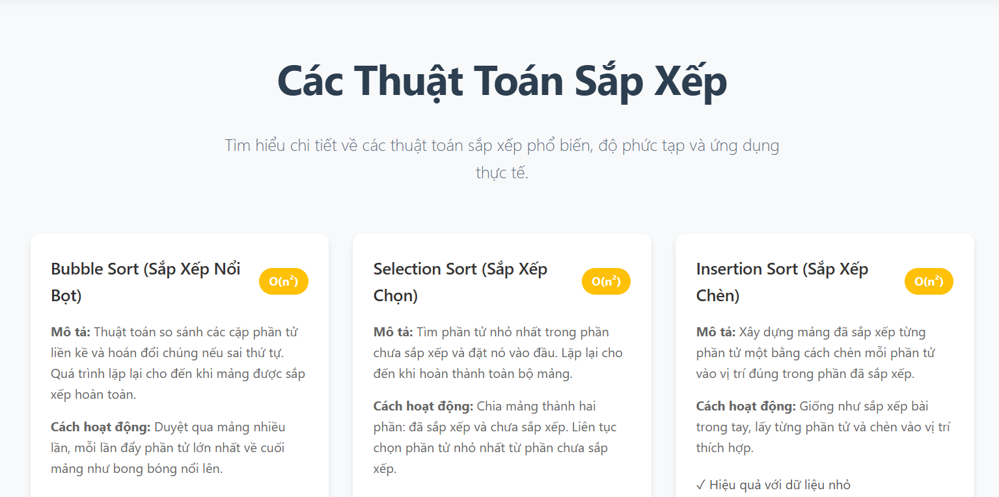 Các Thuật Toán Sắp Xếp
Tìm hiểu chi tiết về các thuật toán sắp xếp phổ biến, độ phức tạp và ứng dụng
thực tế.
Bubble Sort (Sắp Xếp Nổi
Bọt)
O(n²)
Mô tả: Thuật toán so sánh các cặp phần tử
liền kề và hoán đổi chúng nếu sai thứ tự.
Quá trình lặp lại cho đến khi mảng được sắp
xếp hoàn toàn.
Cách hoạt động: Duyệt qua mảng nhiều
lần, mỗi lần đẩy phần tử lớn nhất về cuối
mảng như bong bóng nổi lên.
Selection Sort (Sắp Xếp
Chọn)
O(n²)
Mô tả: Tìm phần tử nhỏ nhất trong phần
chưa sắp xếp và đặt nó vào đầu. Lặp lại cho
đến khi hoàn thành toàn bộ mảng.
Cách hoạt động: Chia mảng thành hai
phần: đã sắp xếp và chưa sắp xếp. Liên tục
chọn phần tử nhỏ nhất từ phần chưa sắp
xếp.
Insertion Sort (Sắp Xếp
Chèn)
O(n²)
Mô tả: Xây dựng mảng đã sắp xếp từng
phần tử một bằng cách chèn mỗi phần tử
vào vị trí đúng trong phần đã sắp xếp.
Cách hoạt động: Giống như sắp xếp bài
trong tay, lấy từng phần tử và chèn vào vị trí
thích hợp.
✓ Hiệu quả với dữ liệu nhỏ